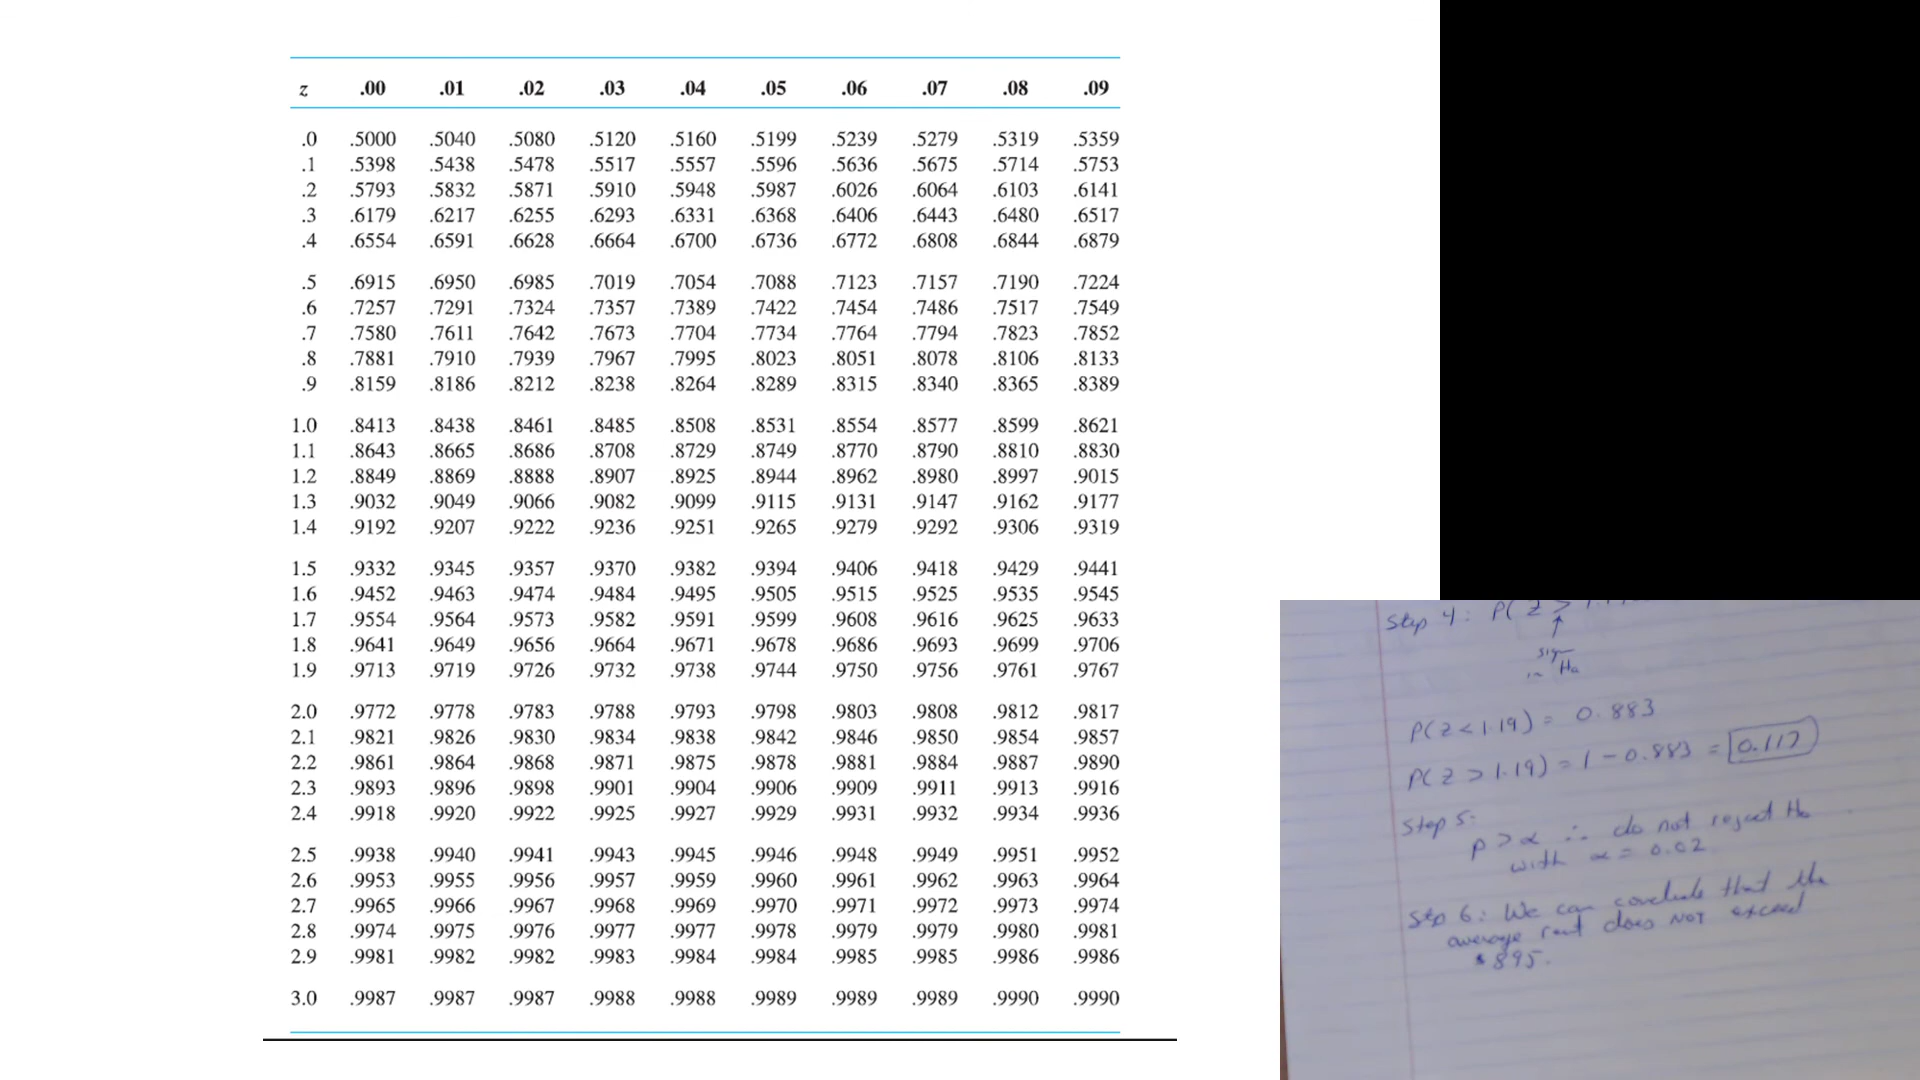 z .00 .01 .02 .03 .04 .05 .06 .07 .08 .09
.0 .5000 .5040 .5080 .5120 .5160 .5199 .5239 .5279 .5319 .5359
.1 .5398 .5438 .5478 .5517 .5557 .5596 .5636 .5675 .5714 .5753
.2 .5793 .5832 .5871 .5910 .5948 .5987 .6026 .6064 .6103 .6141
.3 .6179 .6217 .6255 .6293 .6331 .6368 .6406 .6443 .6480 .6517
.4 .6554 .6591 .6628 .6664 .6700 .6736 .6772 .6808 .6844 .6879
.5 .6915 .6950 .6985 .7019 .7054 .7088 .7123 .7157 .7190 .7224
.6 .7257 .7291 .7324 .7357 .7389 .7422 .7454 .7486 .7517 .7549
.7 .7580 .7611 .7642 .7673 .7704 .7734 .7764 .7794 .7823 .7852
.8 .7881 .7910 .7939 .7967 .7995 .8023 .8051 .8078 .8106 .8133
.9 .8159 .8186 .8212 .8238 .8264 .8289 .8315 .8340 .8365 .8389
1.0 .8413 .8438 .8461 .8485 .8508 .8531 .8554 .8577 .8599 .8621
1.1 .8643 .8665 .8686 .8708 .8729 .8749 .8770 .8790 .8810 .8830
1.2 .8849 .8869 .8888 .8907 .8925 .8944 .8962 .8980 .8997 .9015
1.3 .9032 .9049 .9066 .9082 .9099 .9115 .9131 .9147 .9162 .9177
1.4 .9192 .9207 .9222 .9236 .9251 .9265 .9279 .9292 .9306 .9319
1.5 .9332 .9345 .9357 .9370 .9382 .9394 .9406 .9418 .9429 .9441
1.6 .9452 .9463 .9474 .9484 .9495 .9505 .9515 .9525 .9535 .9545
1.7 .9554 .9564 .9573 .9582 .9591 .9599 .9608 .9616 .9625 .9633
1.8 .9641 .9649 .9656 .9664 .9671 .9678 .9686 .9693 .9699 .9706
1.9 .9713 .9719 .9726 .9732 .9738 .9744 .9750 .9756 .9761 .9767
2.0 .9772 .9778 .9783 .9788 .9793 .9798 .9803 .9808 .9812 .9817
2.1 .9821 .9826 .9830 .9834 .9838 .9842 .9846 .9850 .9854 .9857
2.2 .9861 .9864 .9868 .9871 .9875 .9878 .9881 .9884 .9887 .9890
2.3 .9893 .9896 .9898 .9901 .9904 .9906 .9909 .9911 .9913 .9916
2.4 .9918 .9920 .9922 .9925 .9927 .9929 .9931 .9932 .9934 .9936
2.5 .9938 .9940 .9941 .9943 .9945 .9946 .9948 .9949 .9951 .9952
2.6 .9953 .9955 .9956 .9957 .9959 .9960 .9961 .9962 .9963 .9964
2.7 .9965 .9966 .9967 .9968 .9969 .9970 .9971 .9972 .9973 .9974
2.8 .9974 .9975 .9976 .9977 .9977 .9978 .9979 .9979 .9980 .9981
2.9 .9981 .9982 .9982 .9983 .9984 .9984 .9985 .9985 .9986 .9986
3.0 .9987 .9987 .9987 .9988 .9988 .9989 .9989 .9989 .9990 .9990
Step 4: P( z >
sign
in Ha
P(z < 1.19) = 0.883
P(z > 1.19) = 1 - 0.883 = 0.117
Step 5:
p > α ∴ do not reject Ho
with α = 0.02
Step 6: We can conclude that the
average rent does NOT exceed
$895.